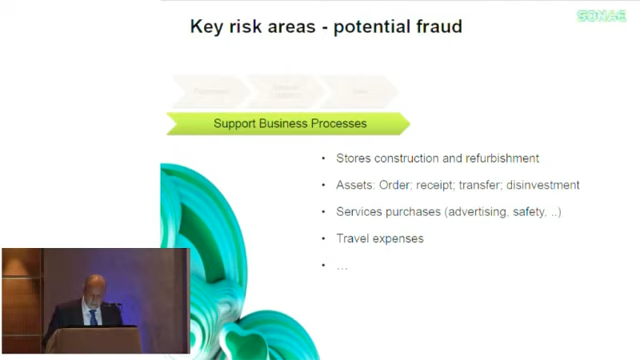 SONAE
Key risk areas - potential fraud
Support Business Processes
• Stores construction and refurbishment
• Assets: Order; receipt; transfer; disinvestment
• Services purchases (advertising, safety, ..)
• Travel expenses
• …